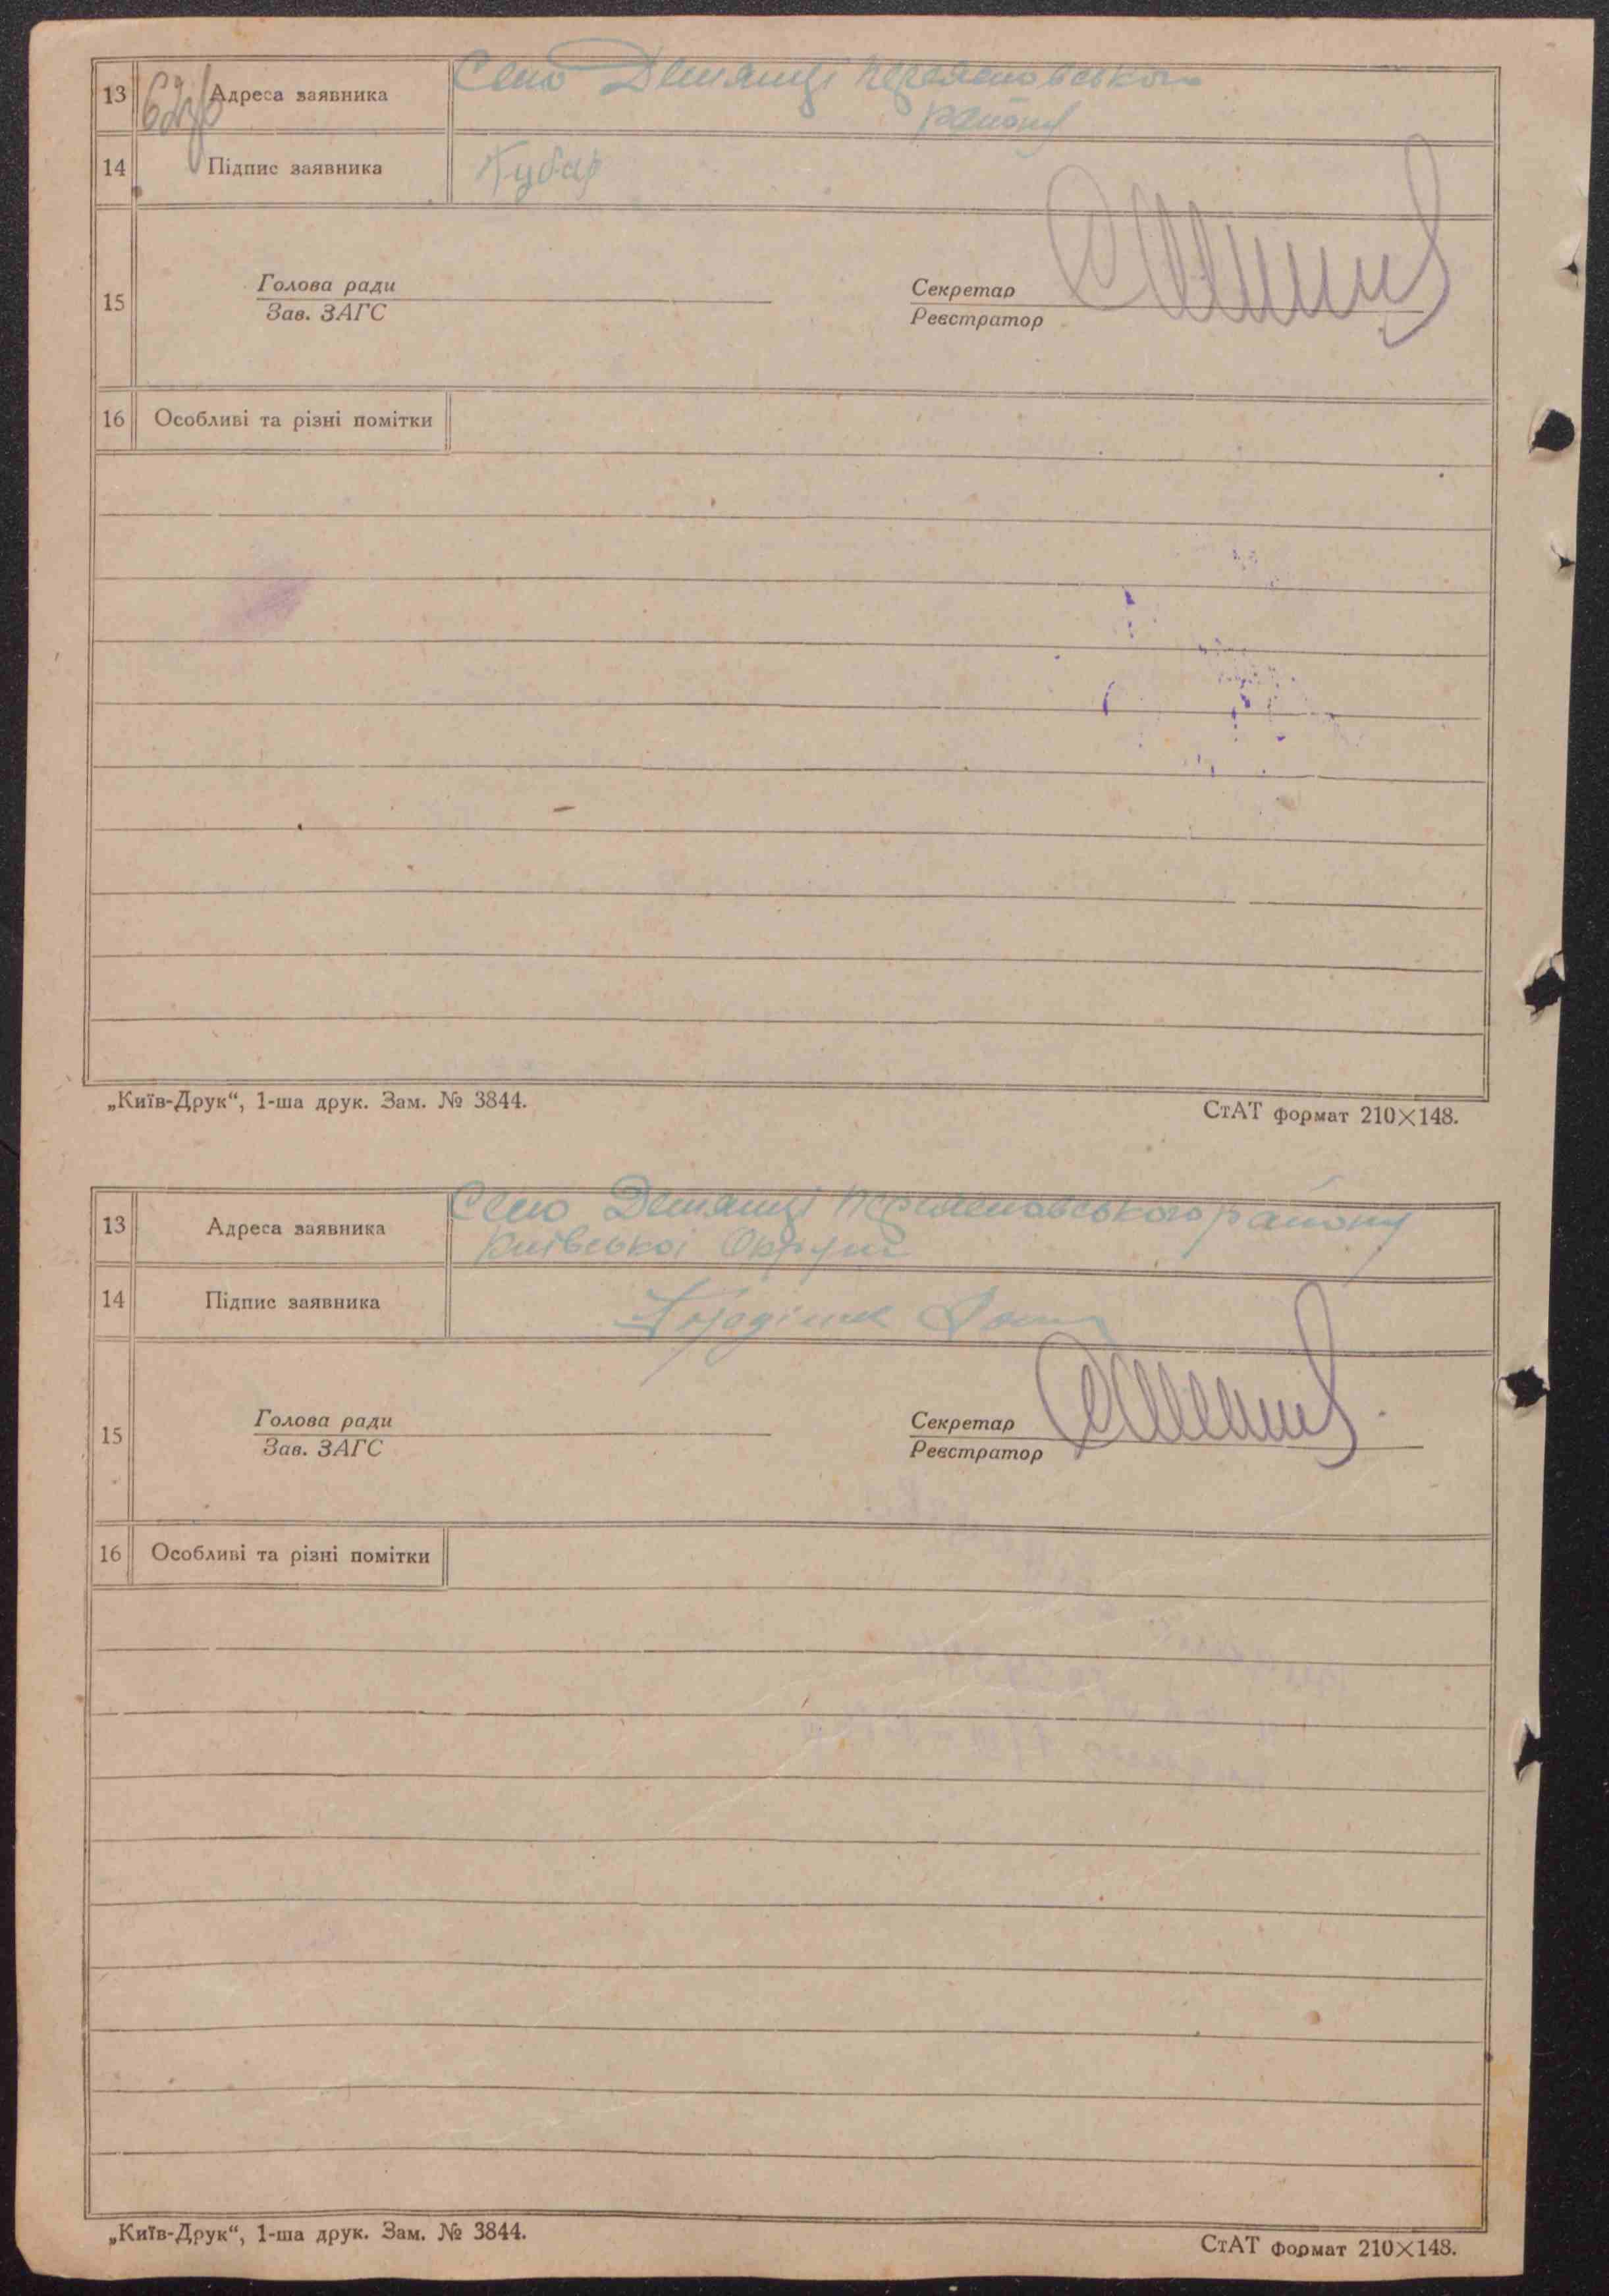 13 Адреса заявника Село Демянці Переяславського
району
14 Підпис заявника Кубар
15 Голова ради
Зав. ЗАГС
Секретар
Реєстратор
16 Особливі та різні помітки
„Київ-Друк“, 1-ша друк. Зам. № 3844.
СтАТ формат 210×148.
13 Адреса заявника Село Демянці Переяславського району
Київської Округи
14 Підпис заявника
15 Голова ради
Зав. ЗАГС
Секретар
Реєстратор
16 Особливі та різні помітки
„Київ-Друк“, 1-ша друк. Зам. № 3844.
СтАТ формат 210×148.